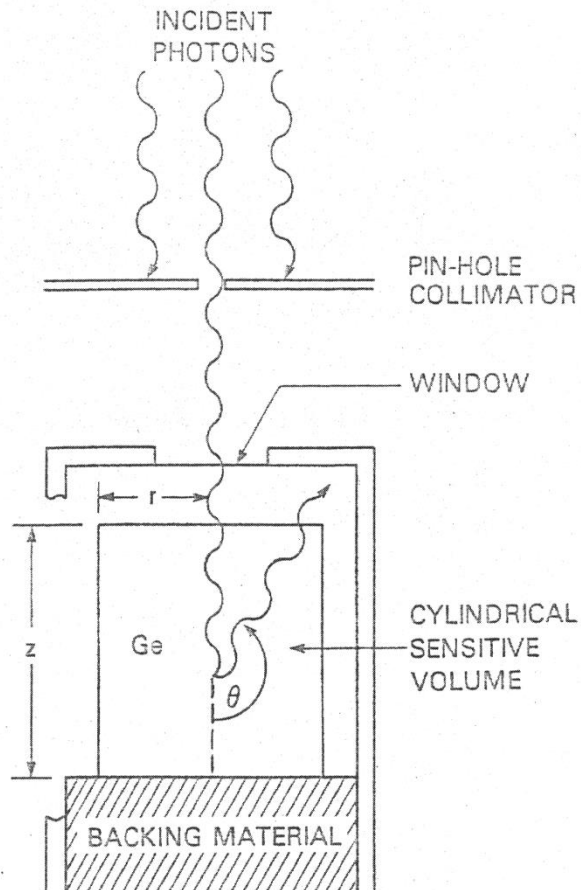 INCIDENT
PHOTONS
PIN-HOLE
COLLIMATOR
WINDOW
r
z
Ge
θ
CYLINDRICAL
SENSITIVE
VOLUME
BACKING MATERIAL